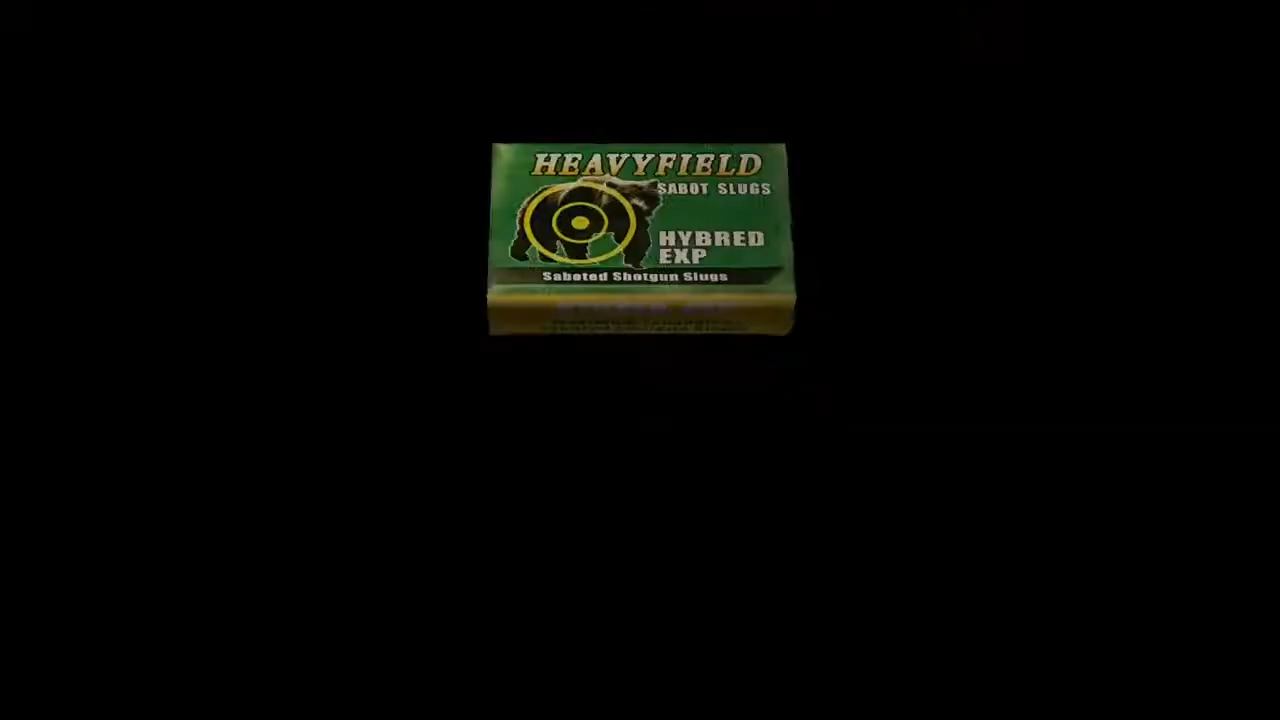 HEAVYFIELD
SABOT SLUGS
HYBRED
EXP
Saboted Shotgun Slugs